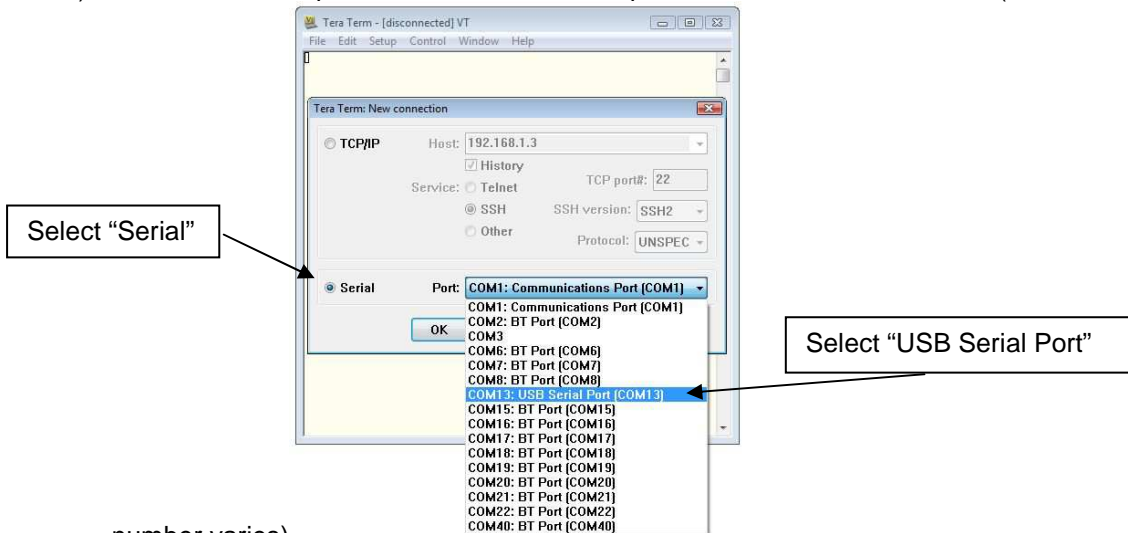 Tera Term - [disconnected] VT
File Edit Setup Control Window Help
Tera Term: New connection
TCP/IP Host: 192.168.1.3
History
Service: Telnet TCP port#: 22
SSH SSH version: SSH2
Other Protocol: UNSPEC
Select “Serial”
Serial Port: COM1: Communications Port (COM1)
COM1: Communications Port (COM1)
COM2: BT Port (COM2)
OK
COM3
COM6: BT Port (COM6)
Select “USB Serial Port”
COM7: BT Port (COM7)
COM8: BT Port (COM8)
COM13: USB Serial Port (COM13)
COM15: BT Port (COM15)
COM16: BT Port (COM16)
COM17: BT Port (COM17)
COM18: BT Port (COM18)
COM19: BT Port (COM19)
COM20: BT Port (COM20)
COM21: BT Port (COM21)
COM22: BT Port (COM22)
COM40: BT Port (COM40)
number varies)